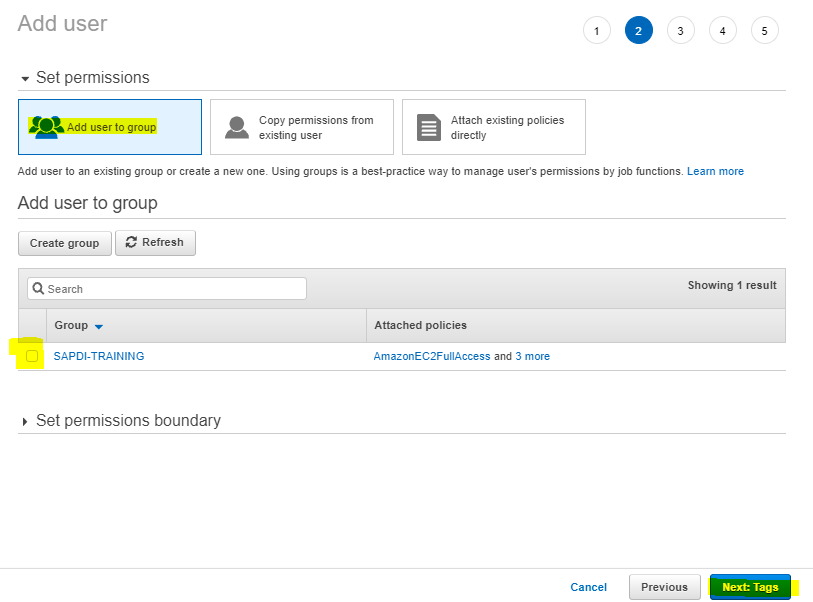 Add user
1 2 3 4 5
Set permissions
Add user to group
Copy permissions from
existing user
Attach existing policies
directly
Add user to an existing group or create a new one. Using groups is a best-practice way to manage user's permissions by job functions. Learn more
Add user to group
Create group Refresh
Search
Showing 1 result
Group Attached policies
SAPDI-TRAINING AmazonEC2FullAccess and 3 more
Set permissions boundary
Cancel Previous Next: Tags